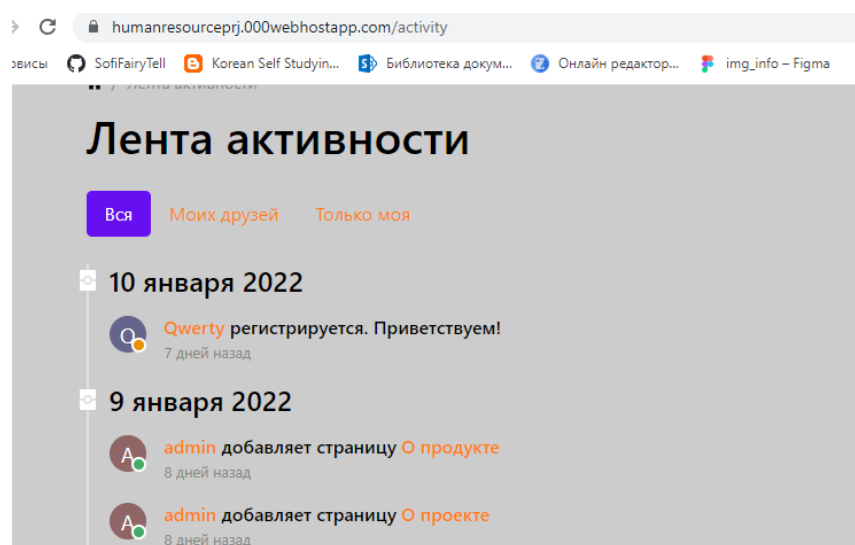 humanresourceprj.000webhostapp.com/activity
рвисы SofiFairyTell Korean Self Studyin... Библиотека докум... Онлайн редактор... img_info – Figma
/ Лента активности
Лента активности
Вся Моих друзей Только моя
10 января 2022
Q Qwerty регистрируется. Приветствуем!
7 дней назад
9 января 2022
A admin добавляет страницу О продукте
8 дней назад
A admin добавляет страницу О проекте
8 дней назад